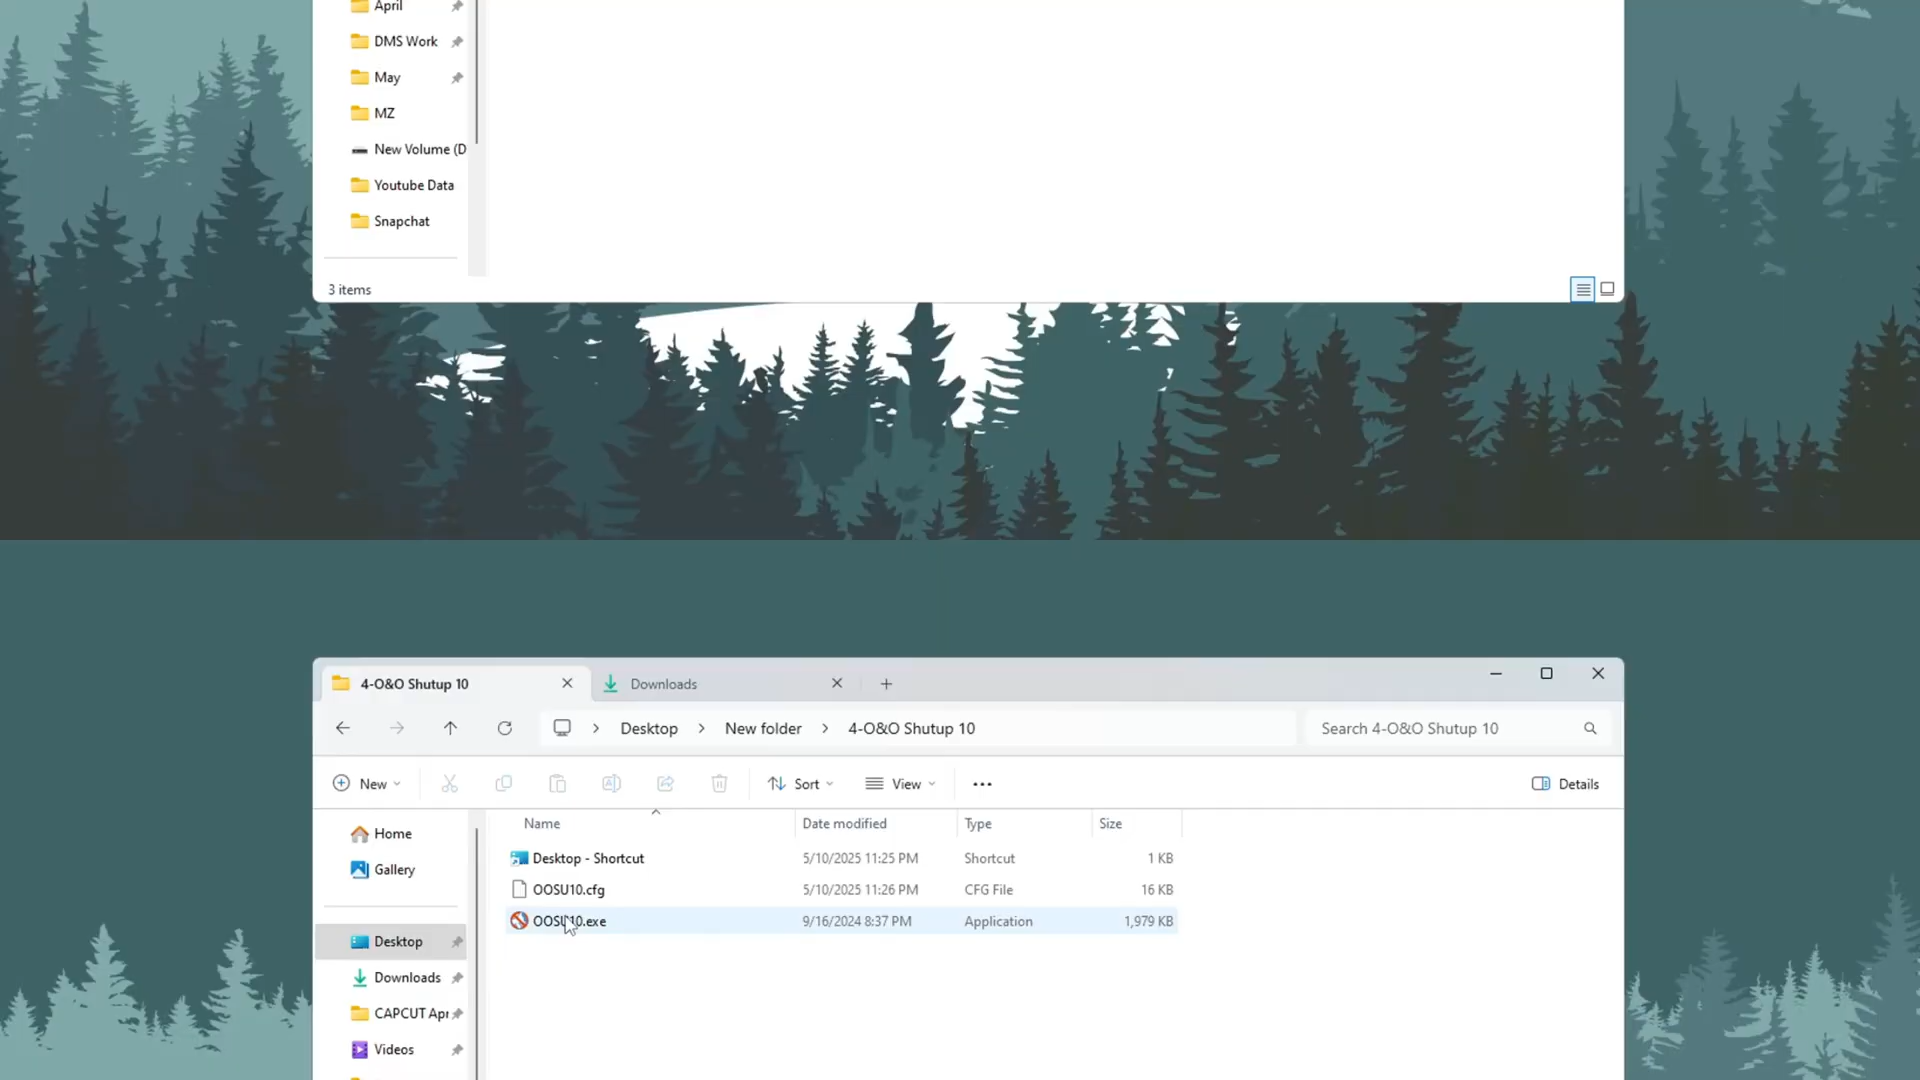 April
DMS Work
May
MZ
New Volume (D
Youtube Data
Snapchat
3 items
4-O&O Shutup 10
Downloads
Desktop
New folder
4-O&O Shutup 10
Search 4-O&O Shutup 10
New
Sort
View
Details
Name
Date modified
Type
Size
Home
Gallery
Desktop
Downloads
CAPCUT Apr
Videos
Desktop - Shortcut 5/10/2025 11:25 PM Shortcut 1 KB
OOSU10.cfg 5/10/2025 11:26 PM CFG File 16 KB
OOSU10.exe 9/16/2024 8:37 PM Application 1,979 KB